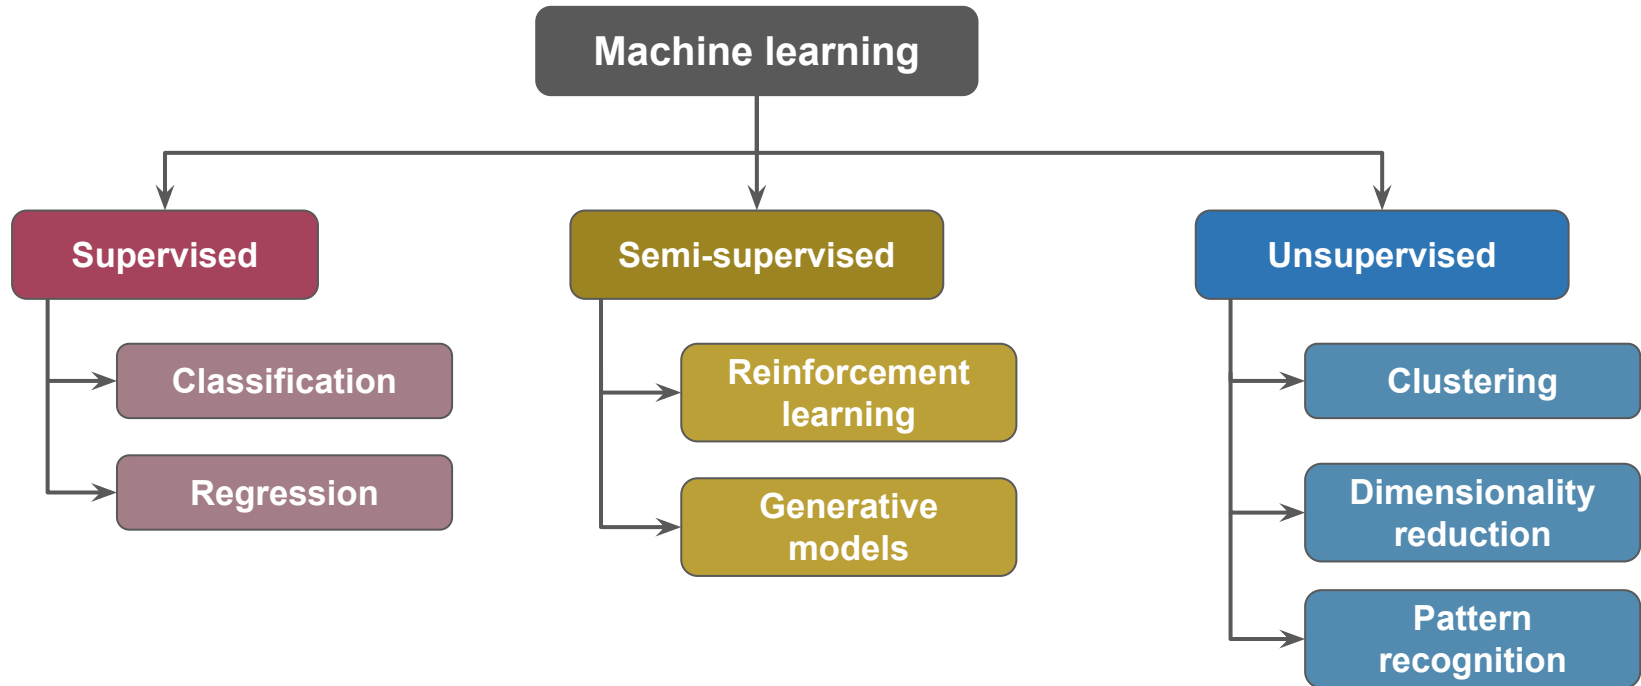 Machine learning
Supervised
Classification
Regression
Semi-supervised
Reinforcement
learning
Generative
models
Unsupervised
Clustering
Dimensionality
reduction
Pattern
recognition